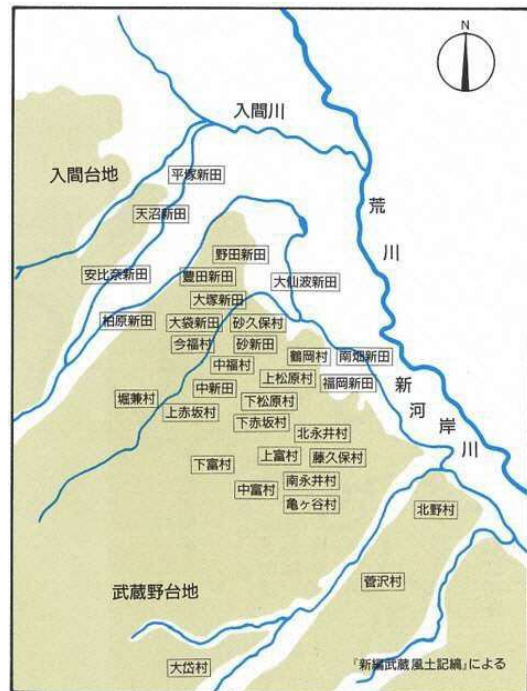 N
入間川
入間台地
平塚新田
荒川
天沼新田
野田新田
安比奈新田
豊田新田
大仙波新田
大塚新田
柏原新田
大袋新田
砂久保村
今福村
砂新田
鶴岡村
南畑新田
中福村
上松原村
福岡新田
新河岸川
中新田
堀兼村
下松原村
上赤坂村
下赤坂村
北永井村
上富村
藤久保村
下富村
南永井村
中富村
亀ヶ谷村
北野村
菅沢村
武蔵野台地
大岱村
『新編武蔵風土記稿』による